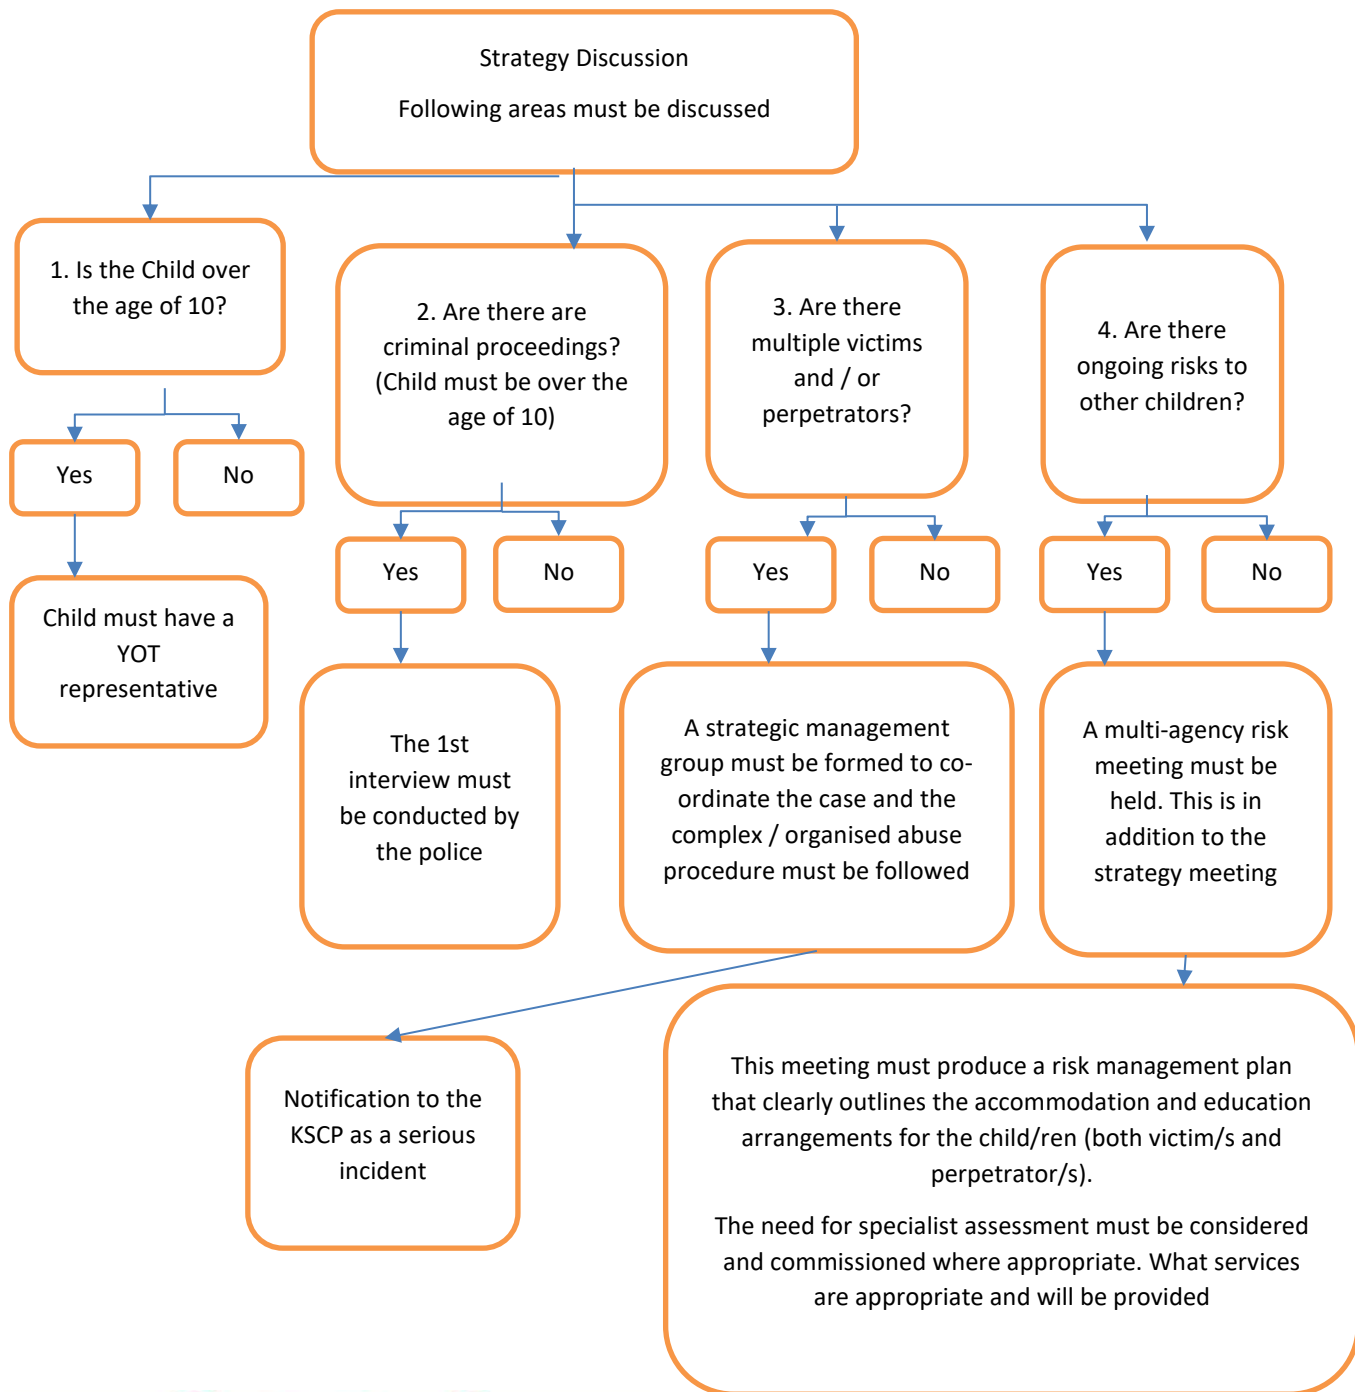 Strategy Discussion
Following areas must be discussed
1. Is the Child over
the age of 10?
2. Are there are
criminal proceedings?
(Child must be over the
age of 10)
3. Are there
multiple victims
and / or
perpetrators?
4. Are there
ongoing risks to
other children?
Yes
No
Yes
No
Yes
No
Yes
No
Child must have a
YOT
representative
The 1st
interview must
be conducted by
the police
A strategic management
group must be formed to co-
ordinate the case and the
complex / organised abuse
procedure must be followed
A multi-agency risk
meeting must be
held. This is in
addition to the
strategy meeting
Notification to the
KSCP as a serious
incident
This meeting must produce a risk management plan
that clearly outlines the accommodation and education
arrangements for the child/ren (both victim/s and
perpetrator/s).
The need for specialist assessment must be considered
and commissioned where appropriate. What services
are appropriate and will be provided